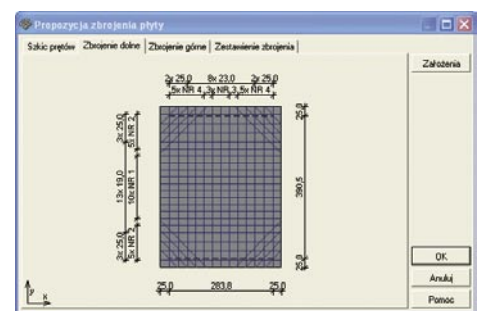 Propozycja zbrojenia płyty
Szkic prętów
Zbrojenie dolne
Zbrojenie górne
Zestawienie zbrojenia
Założenia
2x 25,0 8x 23,0 2x 25,0
5x NR 4 3x NR 3 5x NR 4
3x 25,0
5x NR 2
13x 19,0
10x NR 1
3x 25,0
5x NR 2
25,0
390,5
25,0
25,0 283,8 25,0
y
x
OK
Anuluj
Pomoc